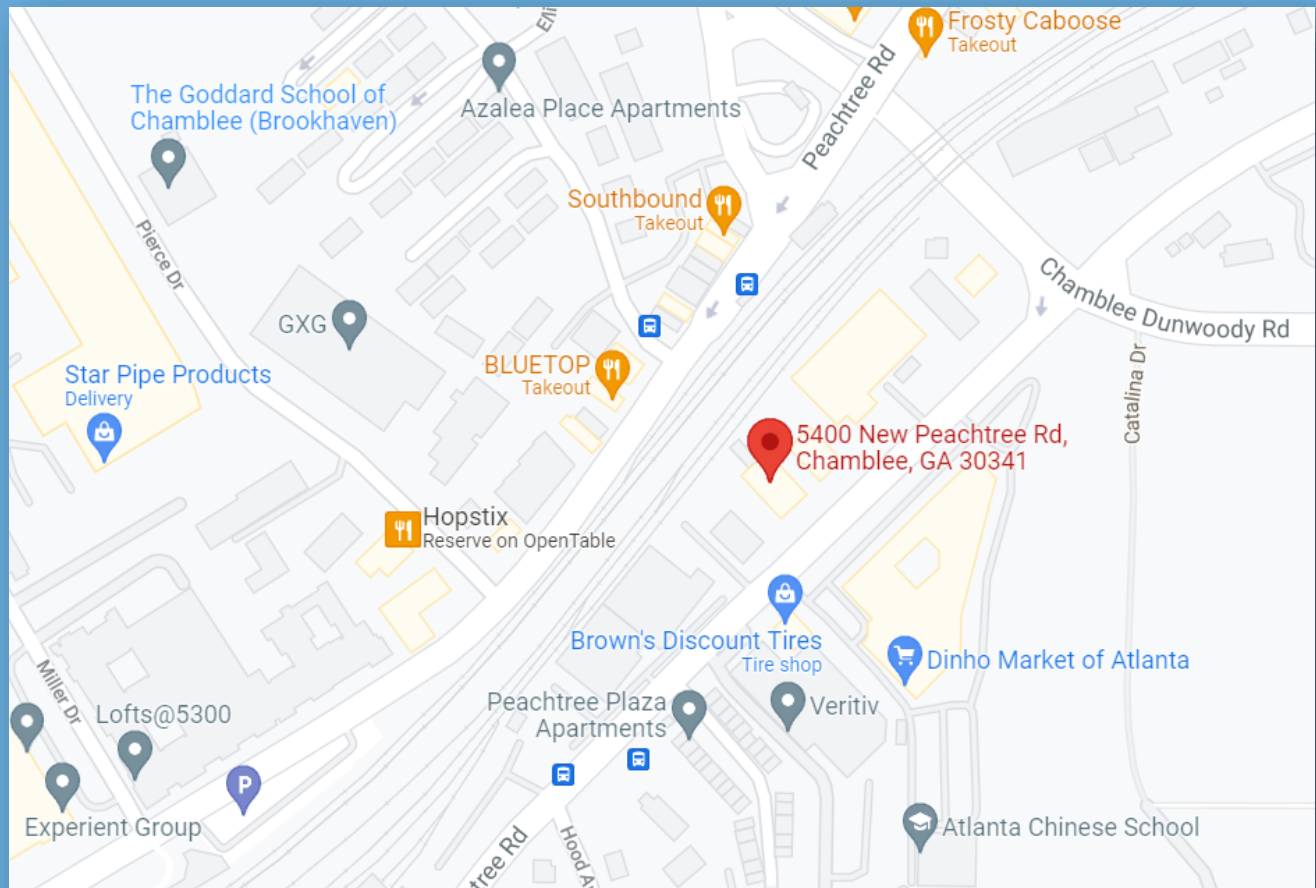 Frosty Caboose
Takeout
The Goddard School of
Chamblee (Brookhaven)
Azalea Place Apartments
Peachtree Rd
Southbound
Takeout
Pierce Dr
Chamblee Dunwoody Rd
GXG
BLUETOP
Takeout
Star Pipe Products
Delivery
Catalina Dr
5400 New Peachtree Rd,
Chamblee, GA 30341
Hopstix
Reserve on OpenTable
Brown's Discount Tires
Tire shop
Dinho Market of Atlanta
Miller Dr
Lofts@5300
P
Peachtree Plaza
Apartments
Veritiv
Experient Group
tree Rd
Atlanta Chinese School